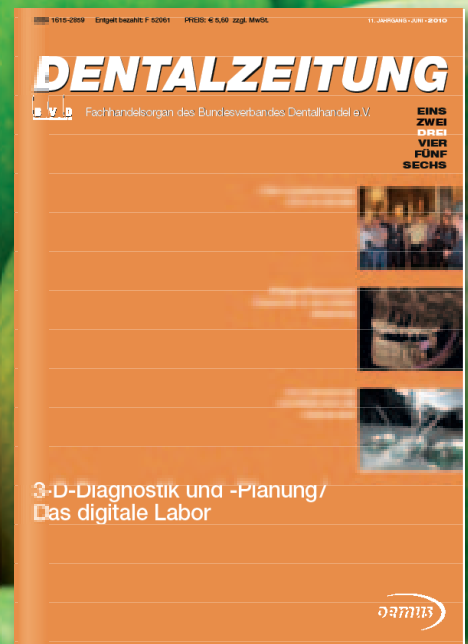 1615-2859 Entgelt bezahlt: F 52061 PREIS: € 5,60 zzgl. MwSt. 11. JAHRGANG • JUNI • 2010
DENTALZEITUNG
B V D Fachhandelsorgan des Bundesverbandes Dentalhandel e.V.
EINS
ZWEI
DREI
VIER
FÜNF
SECHS
3-D-Diagnostik und -Planung/
Das digitale Labor
oemus